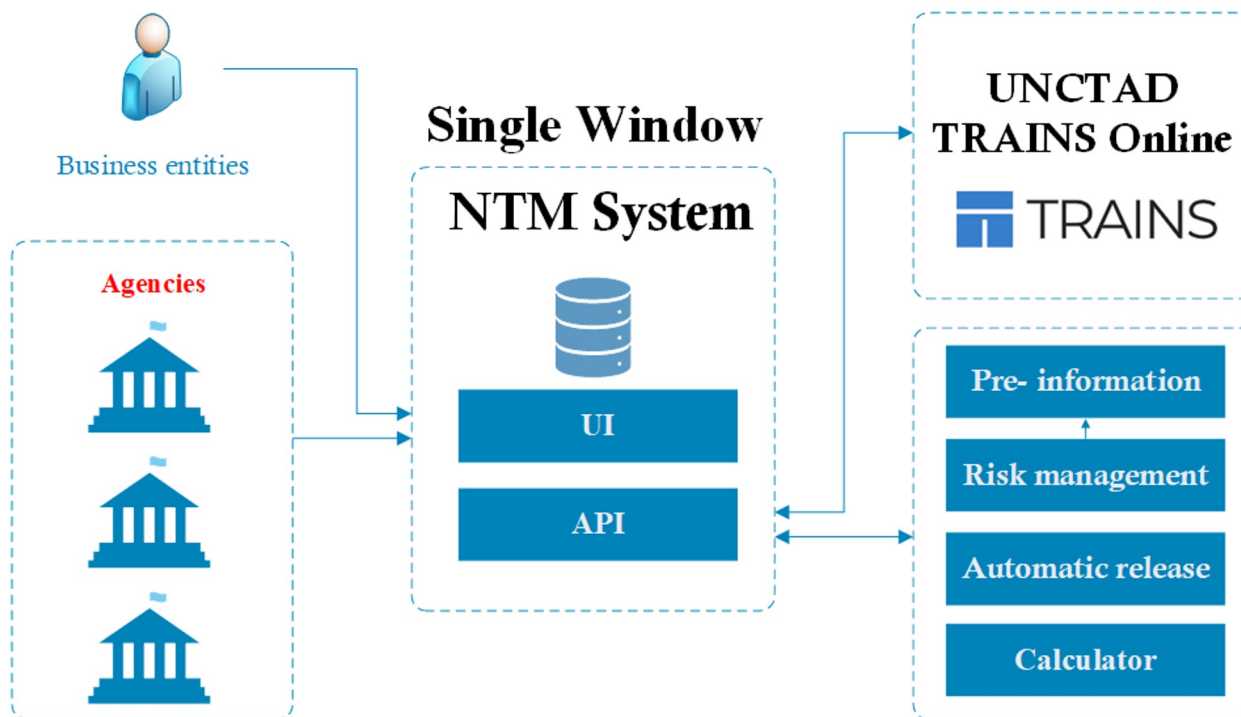 Business entities
Agencies
Single Window
NTM System
UI
API
UNCTAD
TRAINS Online
TRAINS
Pre- information
Risk management
Automatic release
Calculator